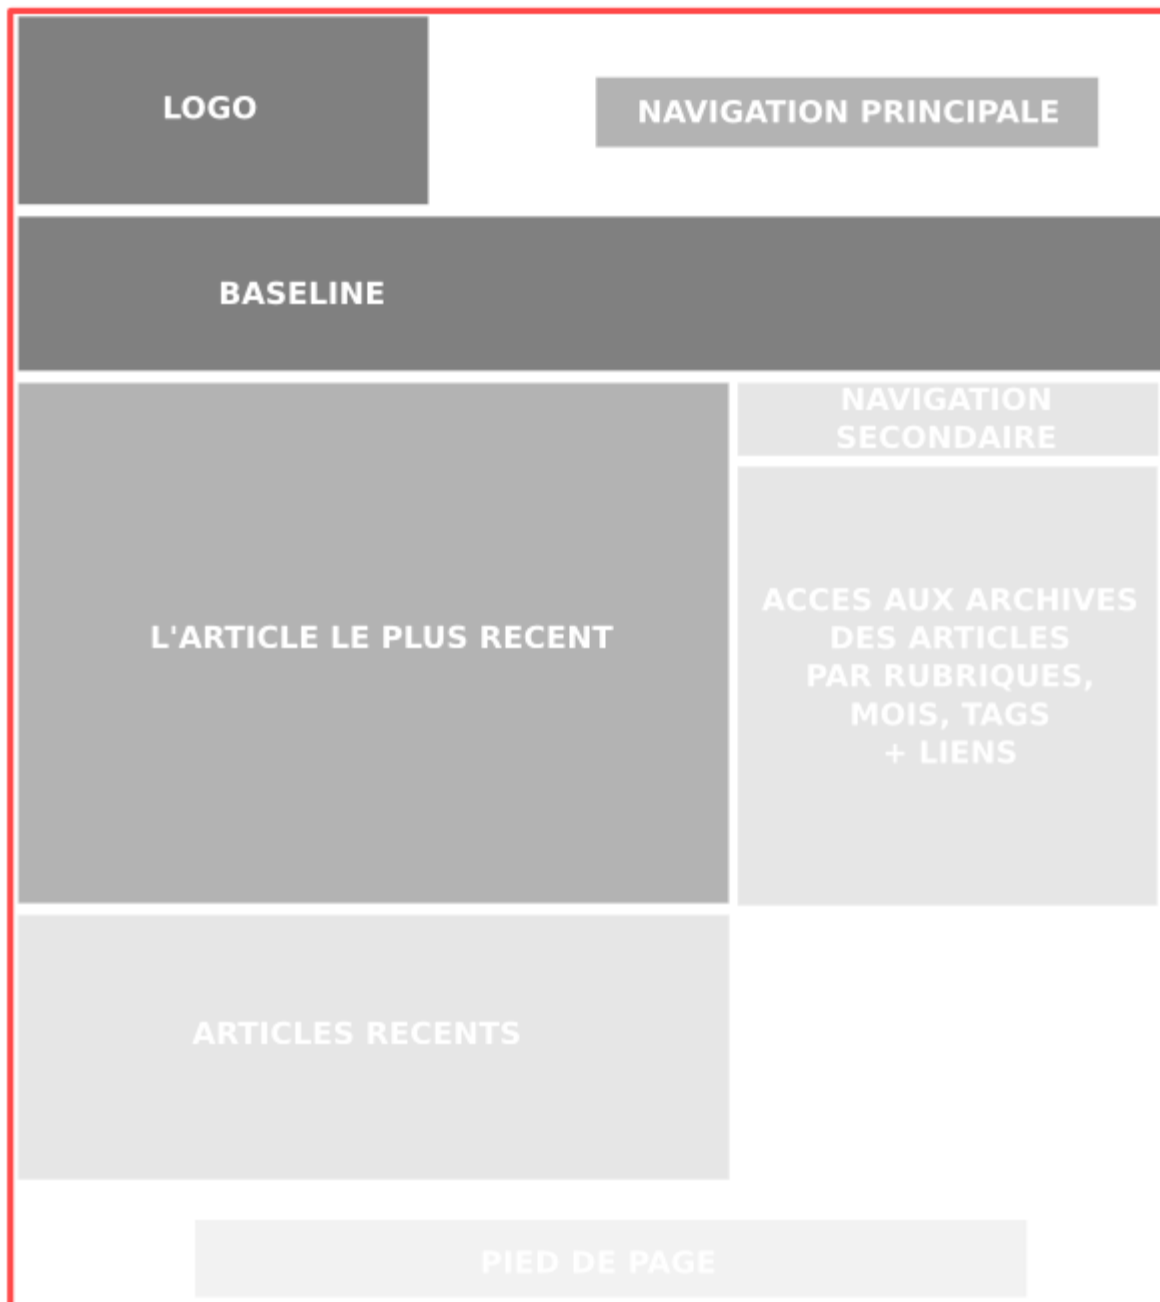 LOGO
NAVIGATION PRINCIPALE
BASELINE
L'ARTICLE LE PLUS RECENT
NAVIGATION
SECONDAIRE
ACCES AUX ARCHIVES
DES ARTICLES
PAR RUBRIQUES,
MOIS, TAGS
+ LIENS
ARTICLES RECENTS
PIED DE PAGE